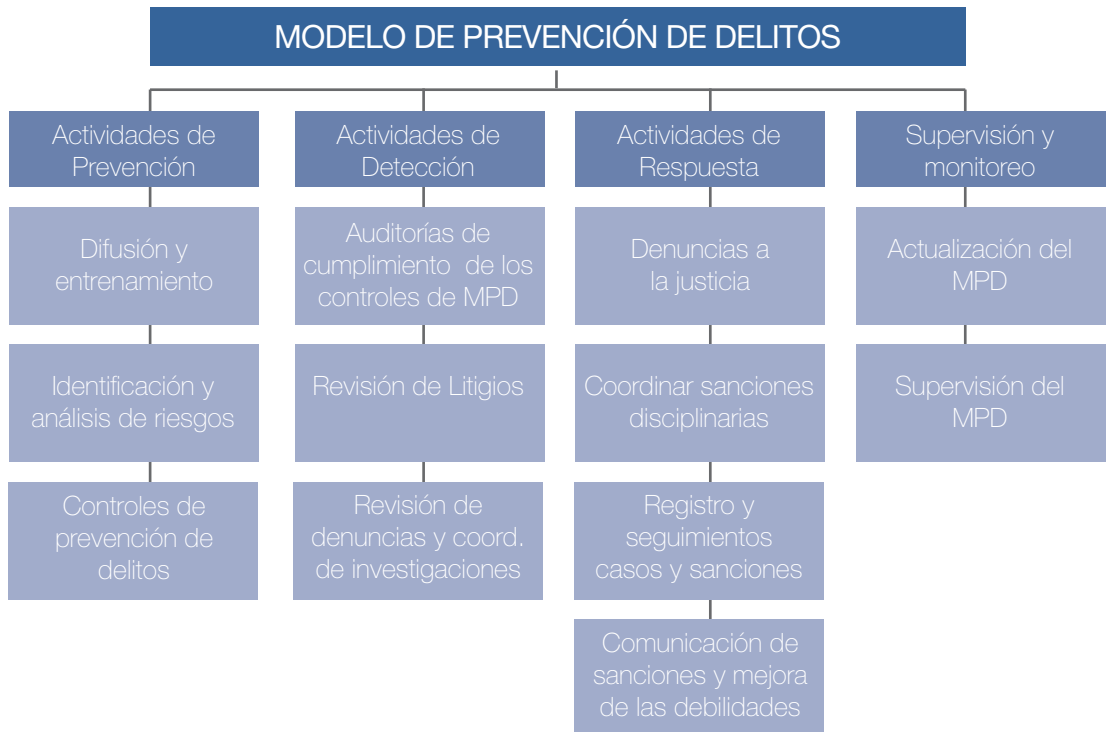 MODELO DE PREVENCIÓN DE DELITOS
Actividades de
Prevención
Difusión y
entrenamiento
Identificación y
análisis de riesgos
Controles de
prevención de
delitos
Actividades de
Detección
Auditorías de
cumplimiento de los
controles de MPD
Revisión de Litigios
Revisión de
denuncias y coord.
de investigaciones
Actividades de
Respuesta
Denuncias a
la justicia
Coordinar sanciones
disciplinarias
Registro y
seguimientos
casos y sanciones
Comunicación de
sanciones y mejora
de las debilidades
Supervisión y
monitoreo
Actualización del
MPD
Supervisión del
MPD